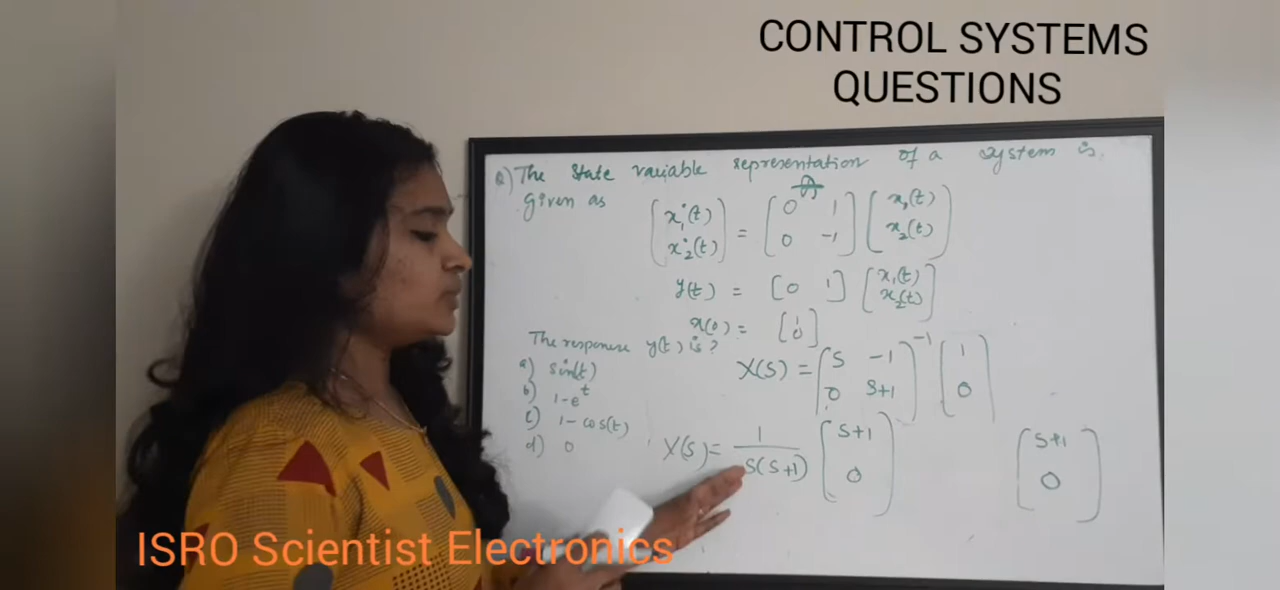 CONTROL SYSTEMS
QUESTIONS
Q) The state variable representation of a system is
given as [ẋ₁(t) ẋ₂(t)] = [0 1; 0 -1] [x₁(t) x₂(t)]
y(t) = [0 1] [x₁(t) x₂(t)]
x(0) = [1 0]
The response y(t) is?
a) sin(t)
b) 1-e^t
c) 1-cos(t)
d) 0
X(s) = [s -1; 0 s+1]^-1 [1 0]
X(s) = 1/s(s+1) [s+1 0] [s+1 0]
ISRO Scientist Electronics